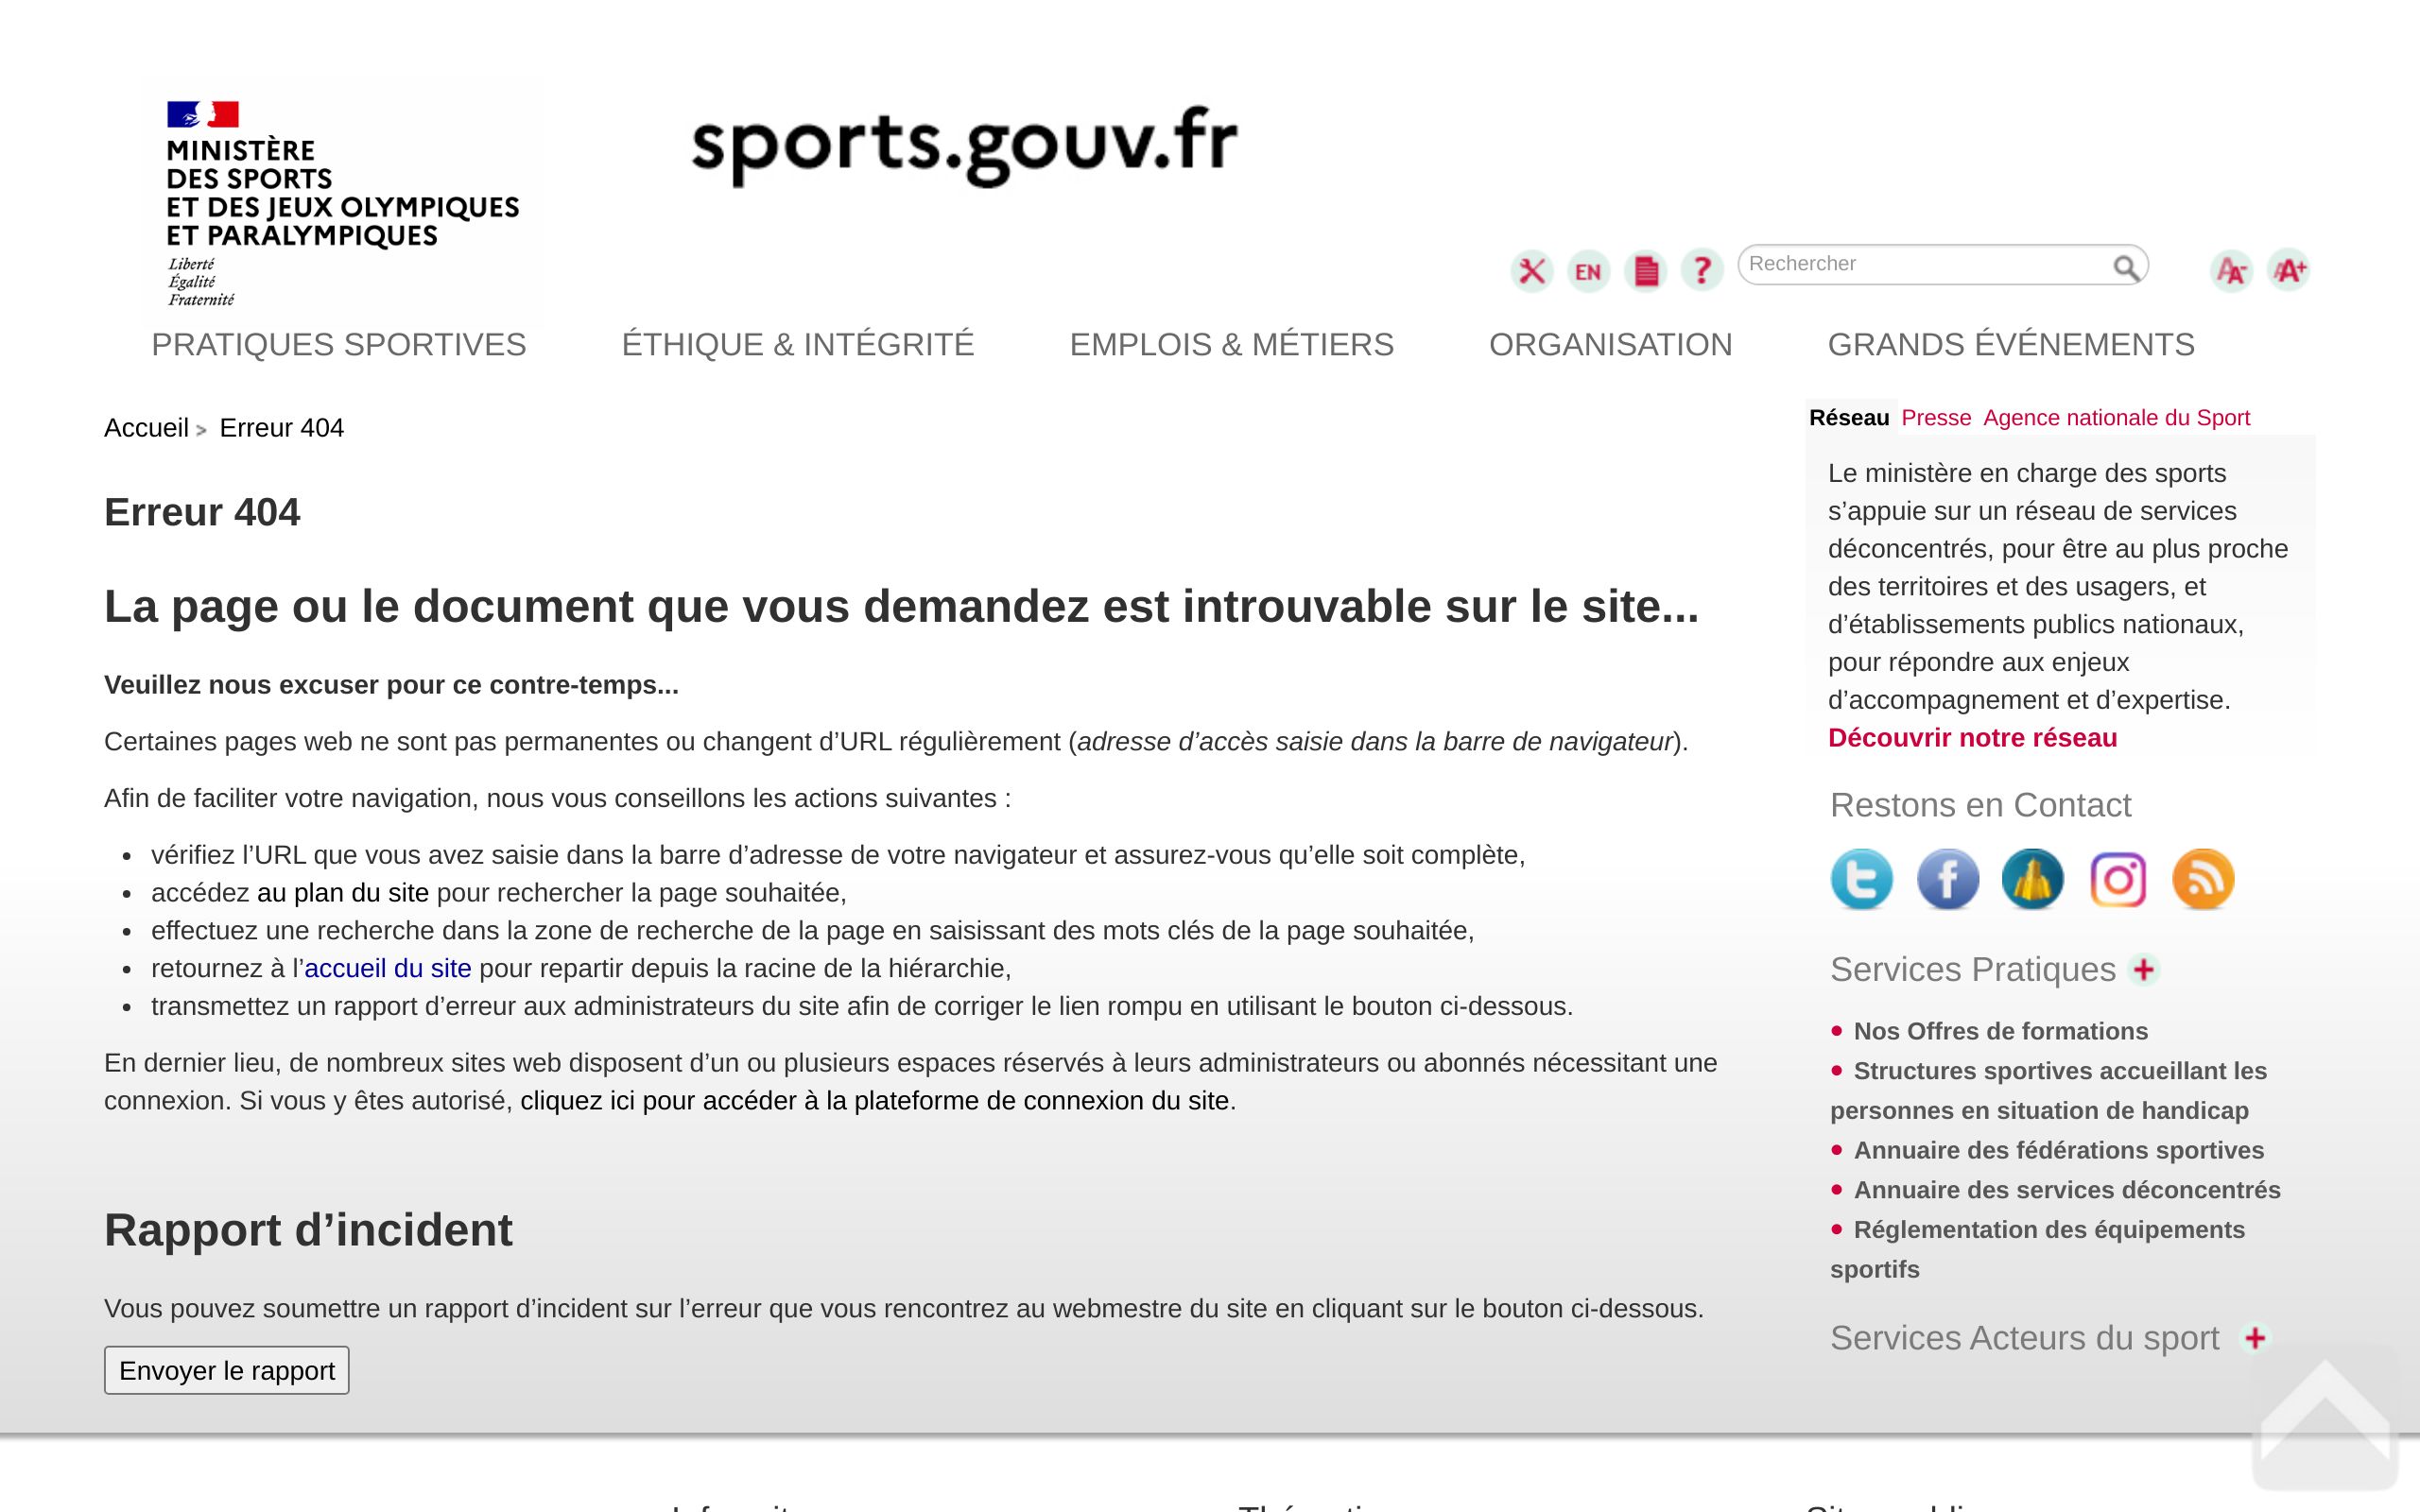 MINISTÈRE
DES SPORTS
ET DES JEUX OLYMPIQUES
ET PARALYMPIQUES
Liberté
Égalité
Fraternité
sports.gouv.fr
EN
?
Rechercher
AA-
AA+
PRATIQUES SPORTIVES
ÉTHIQUE & INTÉGRITÉ
EMPLOIS & MÉTIERS
ORGANISATION
GRANDS ÉVÉNEMENTS
Accueil > Erreur 404
Erreur 404
La page ou le document que vous demandez est introuvable sur le site...
Veuillez nous excuser pour ce contre-temps...
Certaines pages web ne sont pas permanentes ou changent d’URL régulièrement (adresse d’accès saisie dans la barre de navigateur).
Afin de faciliter votre navigation, nous vous conseillons les actions suivantes :
• vérifiez l’URL que vous avez saisie dans la barre d’adresse de votre navigateur et assurez-vous qu’elle soit complète,
• accédez au plan du site pour rechercher la page souhaitée,
• effectuez une recherche dans la zone de recherche de la page en saisissant des mots clés de la page souhaitée,
• retournez à l’accueil du site pour repartir depuis la racine de la hiérarchie,
• transmettez un rapport d’erreur aux administrateurs du site afin de corriger le lien rompu en utilisant le bouton ci-dessous.
En dernier lieu, de nombreux sites web disposent d’un ou plusieurs espaces réservés à leurs administrateurs ou abonnés nécessitant une
connexion. Si vous y êtes autorisé, cliquez ici pour accéder à la plateforme de connexion du site.
Rapport d’incident
Vous pouvez soumettre un rapport d’incident sur l’erreur que vous rencontrez au webmestre du site en cliquant sur le bouton ci-dessous.
Envoyer le rapport
Réseau Presse Agence nationale du Sport
Le ministère en charge des sports
s’appuie sur un réseau de services
déconcentrés, pour être au plus proche
des territoires et des usagers, et
d’établissements publics nationaux,
pour répondre aux enjeux
d’accompagnement et d’expertise.
Découvrir notre réseau
Restons en Contact
Services Pratiques +
• Nos Offres de formations
• Structures sportives accueillant les
personnes en situation de handicap
• Annuaire des fédérations sportives
• Annuaire des services déconcentrés
• Réglementation des équipements
sportifs
Services Acteurs du sport +